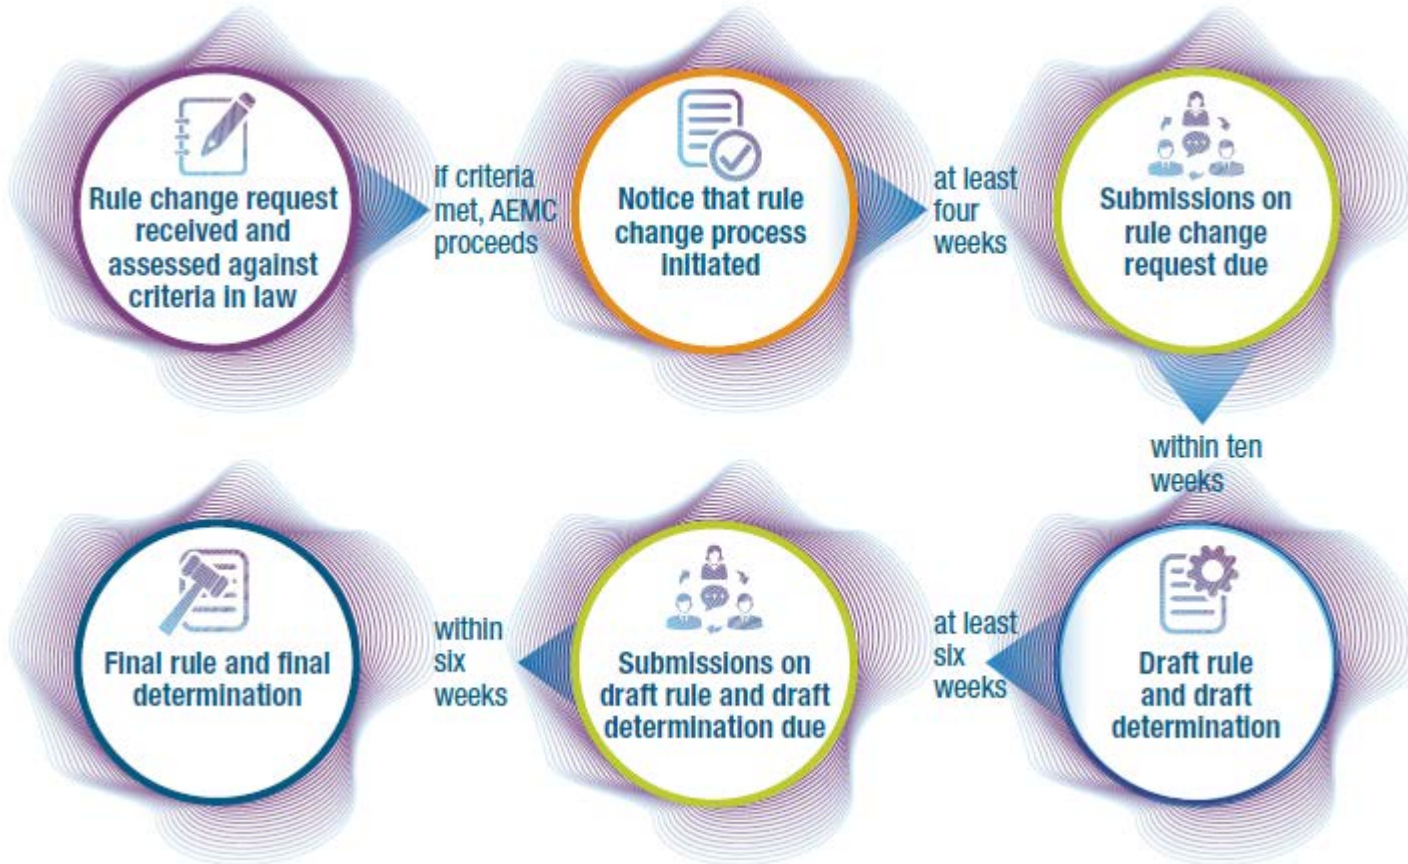 Rule change request
received and
assessed against
criteria in law
if criteria
met, AEMC
proceeds
Notice that rule
change process
initiated
at least
four
weeks
Submissions on
rule change
request due
within ten
weeks
Draft rule
and draft
determination
at least
six
weeks
Submissions on
draft rule and draft
determination due
within
six
weeks
Final rule and final
determination